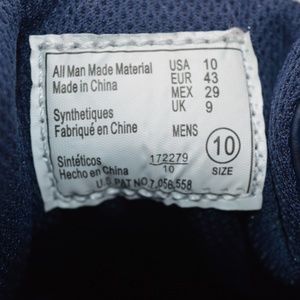 All Man Made Material
Made in China
Synthetiques
Fabriqué en Chine
Sintéticos
Hecho en China
USA 10
EUR 43
MEX 29
UK 9
MENS
10
SIZE
172279
10
U.S PAT NO 7,056,558